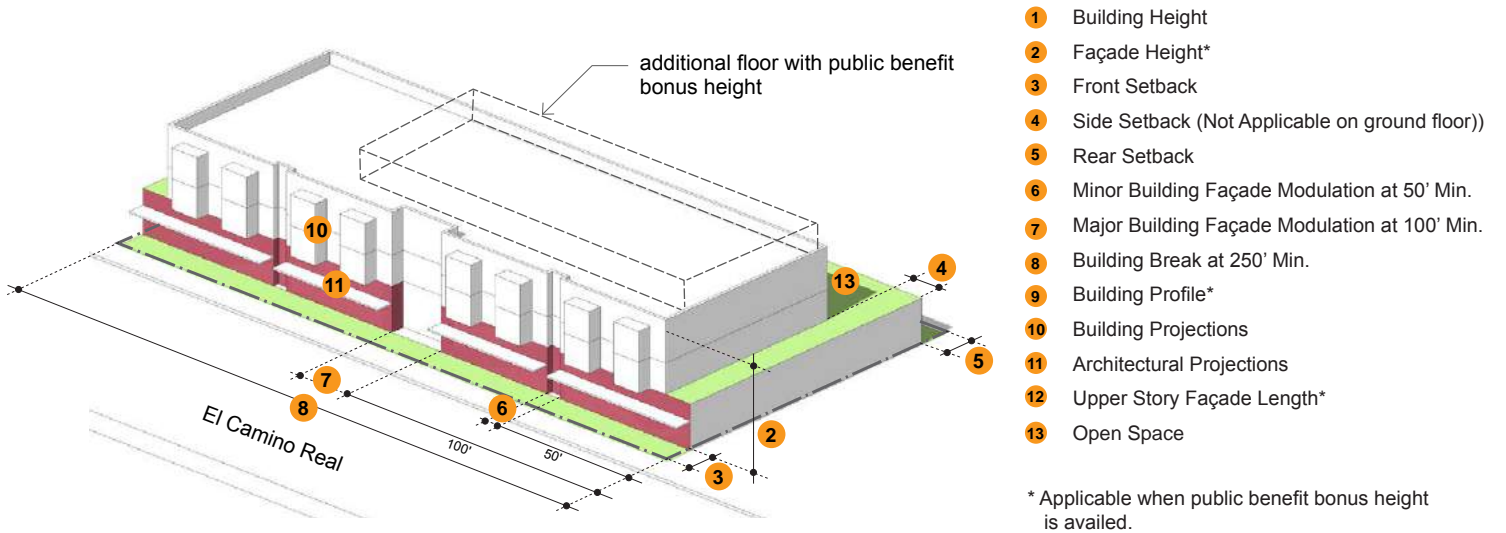 additional floor with public benefit
bonus height
10
11
13
4
5
7
8
6
2
3
100'
50'
El Camino Real
1 Building Height
2 Façade Height*
3 Front Setback
4 Side Setback (Not Applicable on ground floor))
5 Rear Setback
6 Minor Building Façade Modulation at 50’ Min.
7 Major Building Façade Modulation at 100’ Min.
8 Building Break at 250’ Min.
9 Building Profile*
10 Building Projections
11 Architectural Projections
12 Upper Story Façade Length*
13 Open Space
* Applicable when public benefit bonus height
is availed.